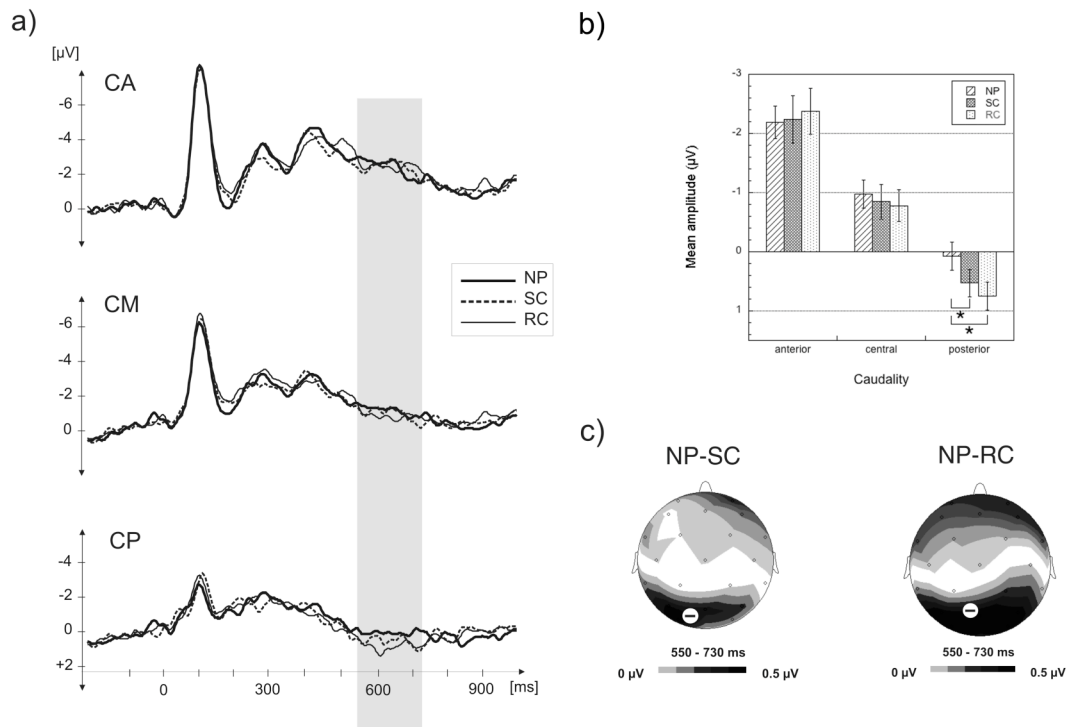 a)
[µV]
CA
-6
-4
-2
0
CM
-6
-4
-2
0
CP
-4
-2
0
+2
0
300
600
900
[ms]
NP
SC
RC
b)
-3
-2
-1
0
1
Mean amplitude (µV)
NP
SC
RC
*
*
anterior central posterior
Caudality
c)
NP-SC
−
550 - 730 ms
0 µV 0.5 µV
NP-RC
−
550 - 730 ms
0 µV 0.5 µV